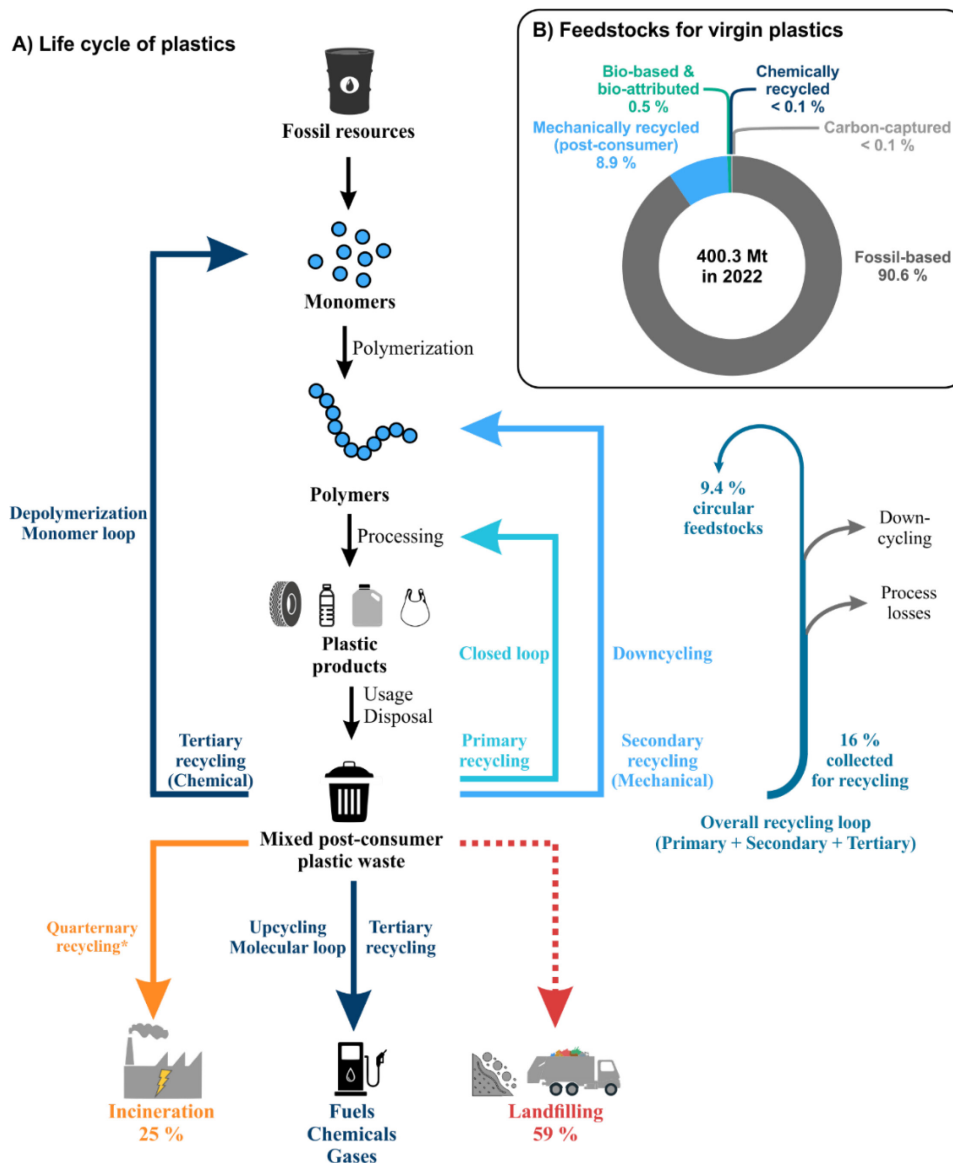 A) Life cycle of plastics
Fossil resources
Monomers
Polymerization
Polymers
Processing
Plastic
products
Usage
Disposal
Mixed post-consumer
plastic waste
Depolymerization
Monomer loop
Tertiary
recycling
(Chemical)
Closed loop
Primary
recycling
Downcycling
Secondary
recycling
(Mechanical)
9.4 %
circular
feedstocks
Down-
cycling
Process
losses
16 %
collected
for recycling
Overall recycling loop
(Primary + Secondary + Tertiary)
Quarternary
recycling*
Upcycling
Molecular loop
Tertiary
recycling
Incineration
25 %
Fuels
Chemicals
Gases
Landfilling
59 %
B) Feedstocks for virgin plastics
Bio-based &
bio-attributed
0.5 %
Chemically
recycled
< 0.1 %
Mechanically recycled
(post-consumer)
8.9 %
Carbon-captured
< 0.1 %
400.3 Mt
in 2022
Fossil-based
90.6 %